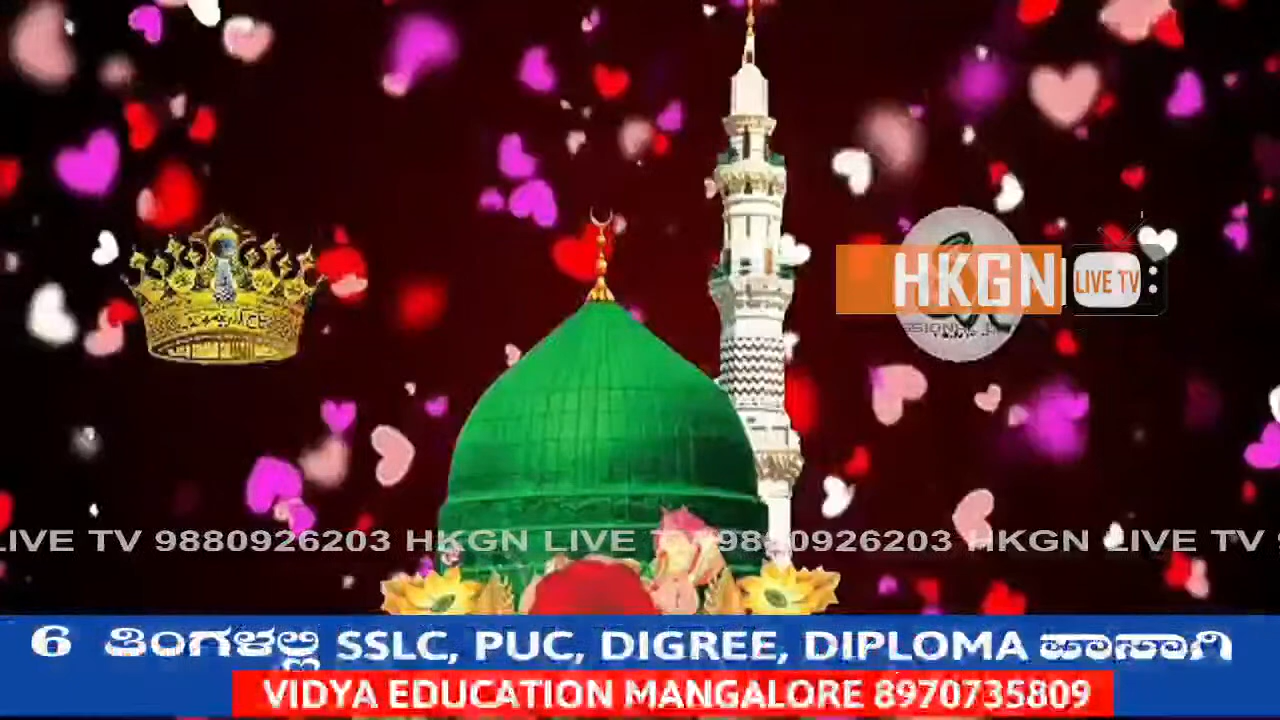 HKGN LIVE TV
LIVE TV 9880926203 HKGN LIVE TV 9880926203 HKGN LIVE TV
6 ತಿಂಗಳಲ್ಲಿ SSLC, PUC, DIGREE, DIPLOMA ಪಾಸಾಗಿ
VIDYA EDUCATION MANGALORE 8970735809